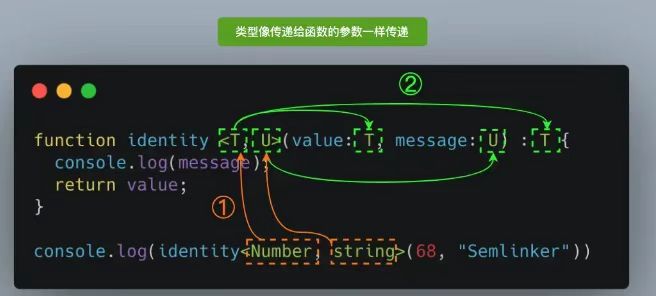 类型像传递给函数的参数一样传递
②
function identity <T, U>(value: T, message: U) : T {
console.log(message);
return value;
}
①
console.log(identity<Number, string>(68, "Semlinker"))